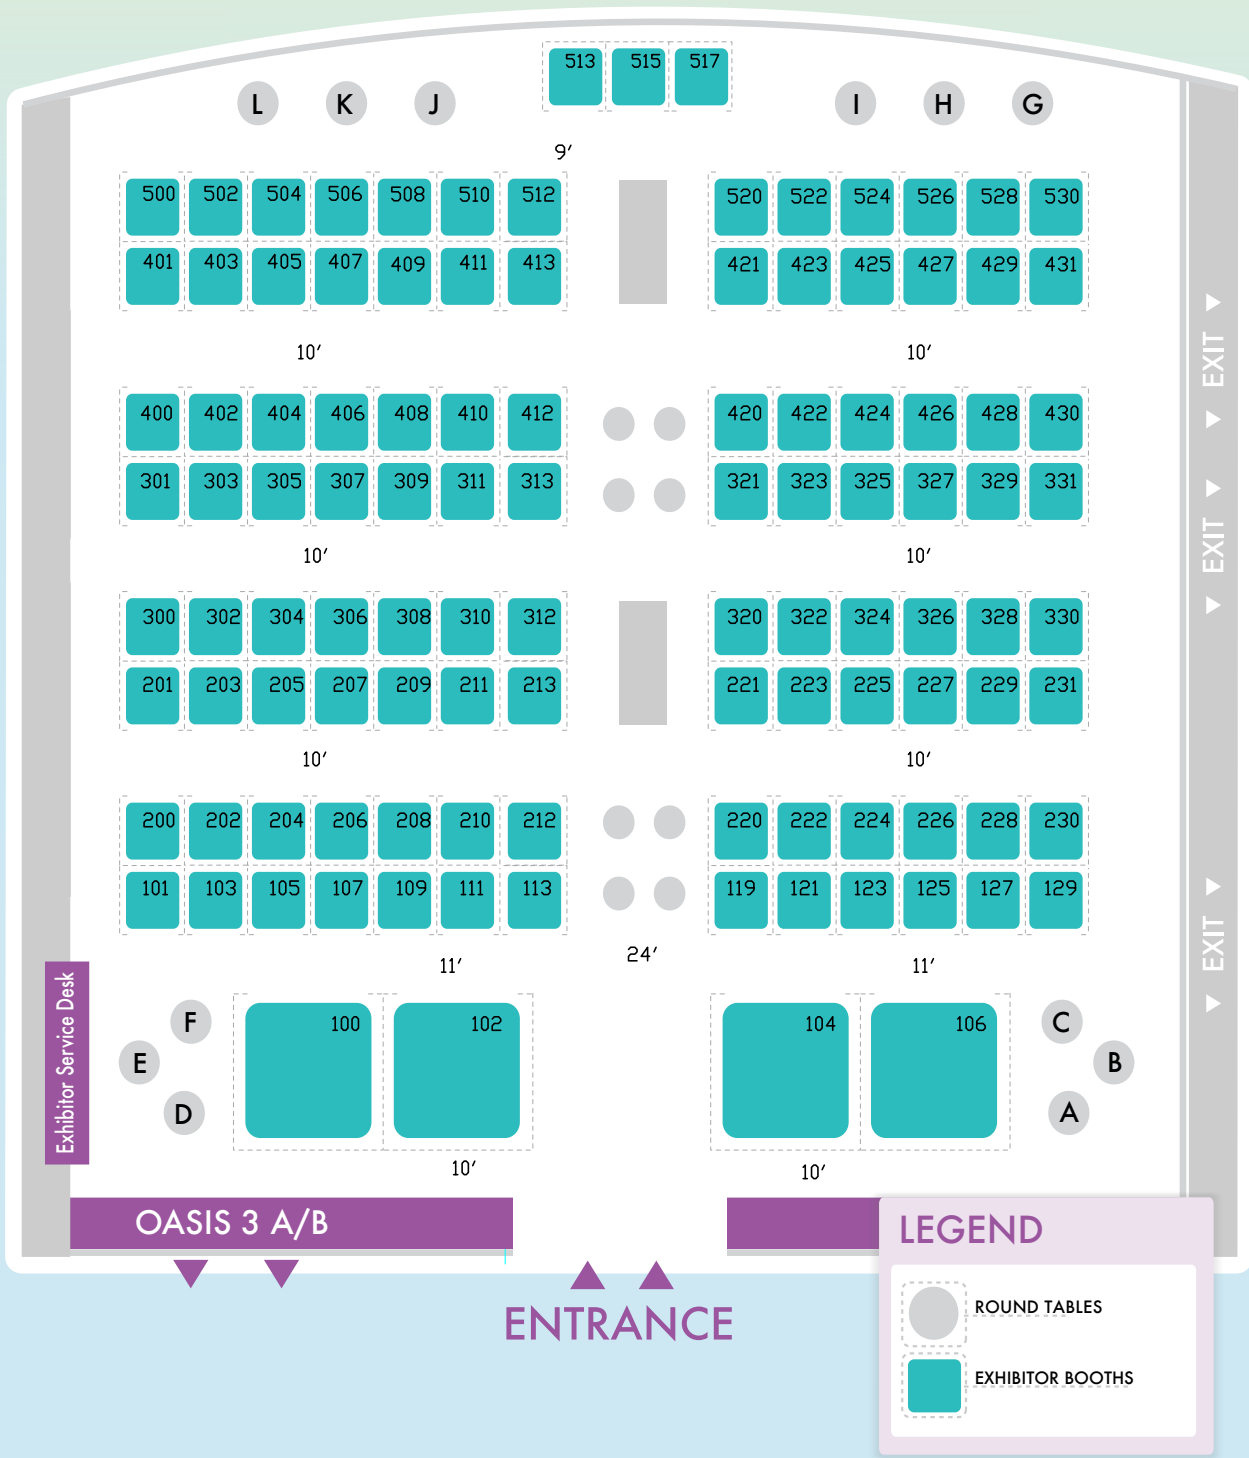 513 515 517
L K J I H G
9′
500 502 504 506 508 510 512 520 522 524 526 528 530
401 403 405 407 409 411 413 421 423 425 427 429 431
EXIT
10′ 10′
400 402 404 406 408 410 412 420 422 424 426 428 430
301 303 305 307 309 311 313 321 323 325 327 329 331
EXIT
10′ 10′
300 302 304 306 308 310 312 320 322 324 326 328 330
201 203 205 207 209 211 213 221 223 225 227 229 231
10′ 10′
200 202 204 206 208 210 212 220 222 224 226 228 230
101 103 105 107 109 111 113 119 121 123 125 127 129
EXIT
24′
11′ 11′
Exhibitor Service Desk
F 100 102 104 106 C
E B
D A
10′ 10′
OASIS 3 A/B
ENTRANCE
LEGEND
ROUND TABLES
EXHIBITOR BOOTHS